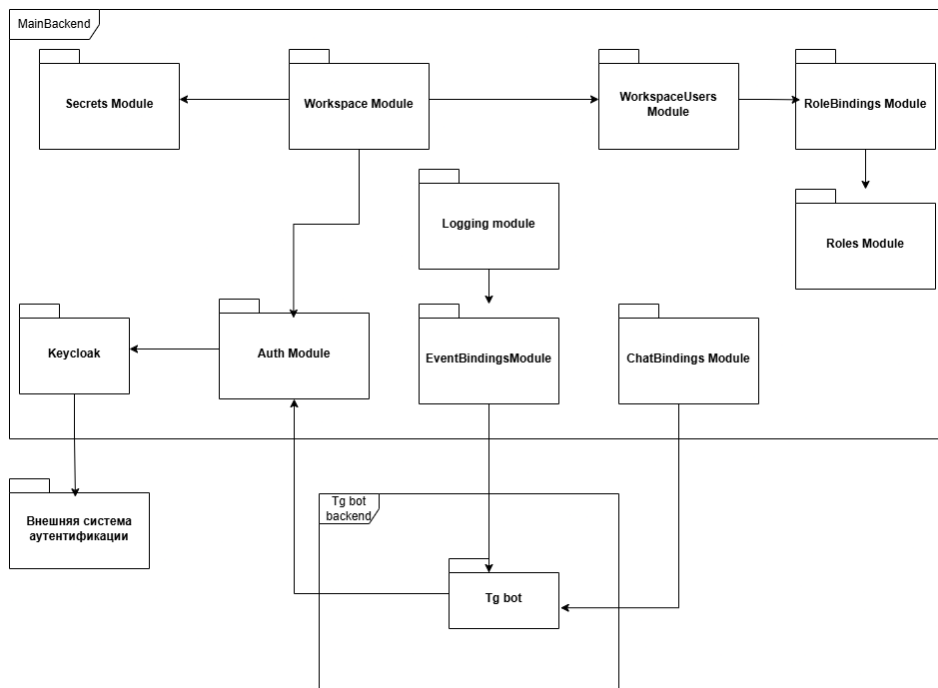 MainBackend
Secrets Module
Workspace Module
WorkspaceUsers
Module
RoleBindings Module
Logging module
Roles Module
Keycloak
Auth Module
EventBindingsModule
ChatBindings Module
Внешняя система
аутентификации
Tg bot
backend
Tg bot